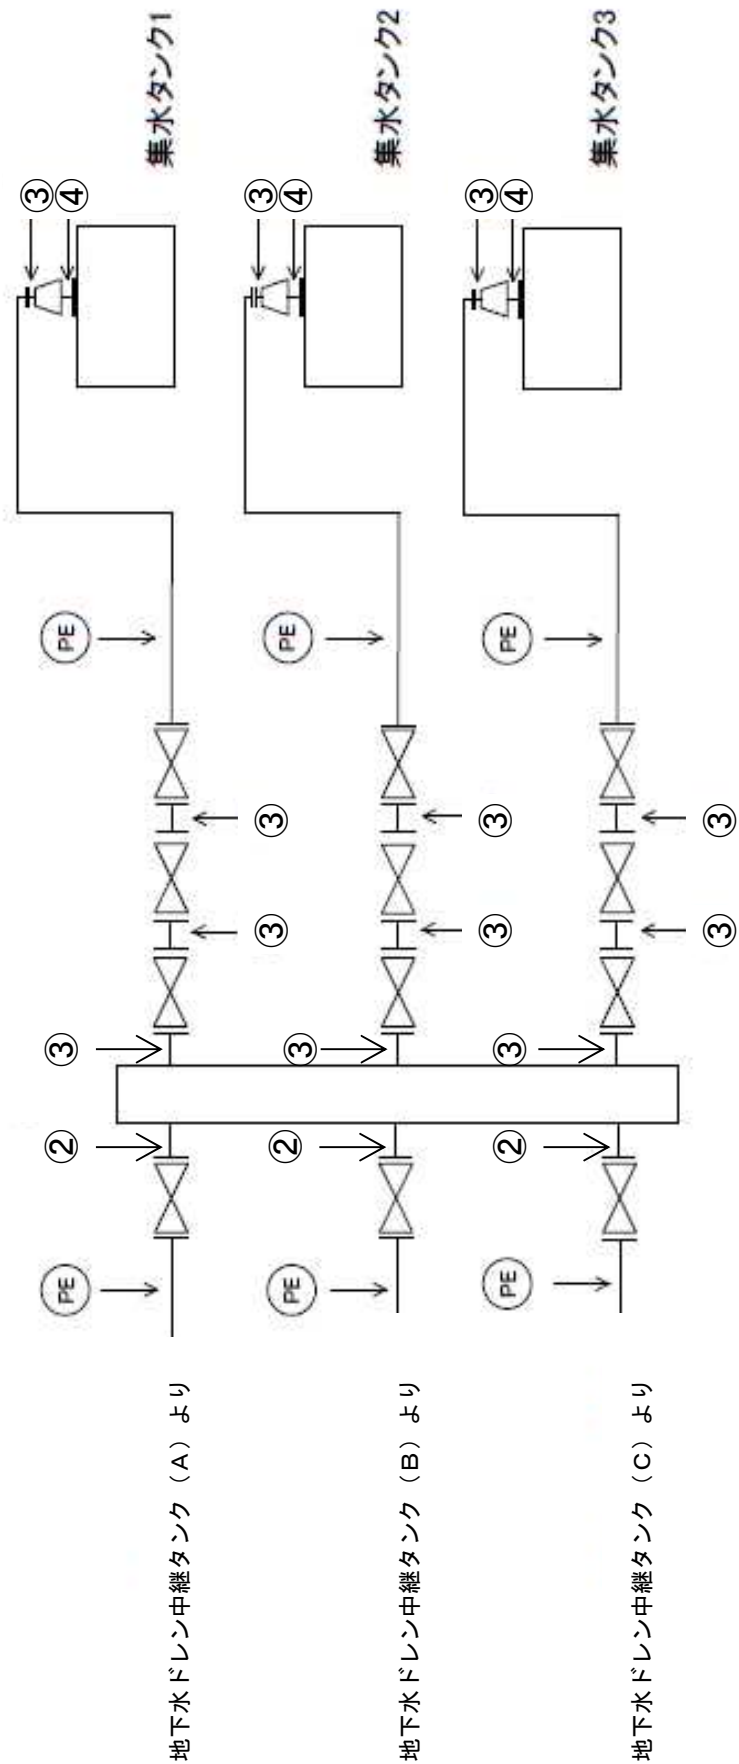 地下水ドレン中継タンク（A）より
PE
②
③
③
③
PE
③
④
集水タンク1
地下水ドレン中継タンク（B）より
PE
②
③
③
③
PE
③
④
集水タンク2
地下水ドレン中継タンク（C）より
PE
②
③
③
③
PE
③
④
集水タンク3